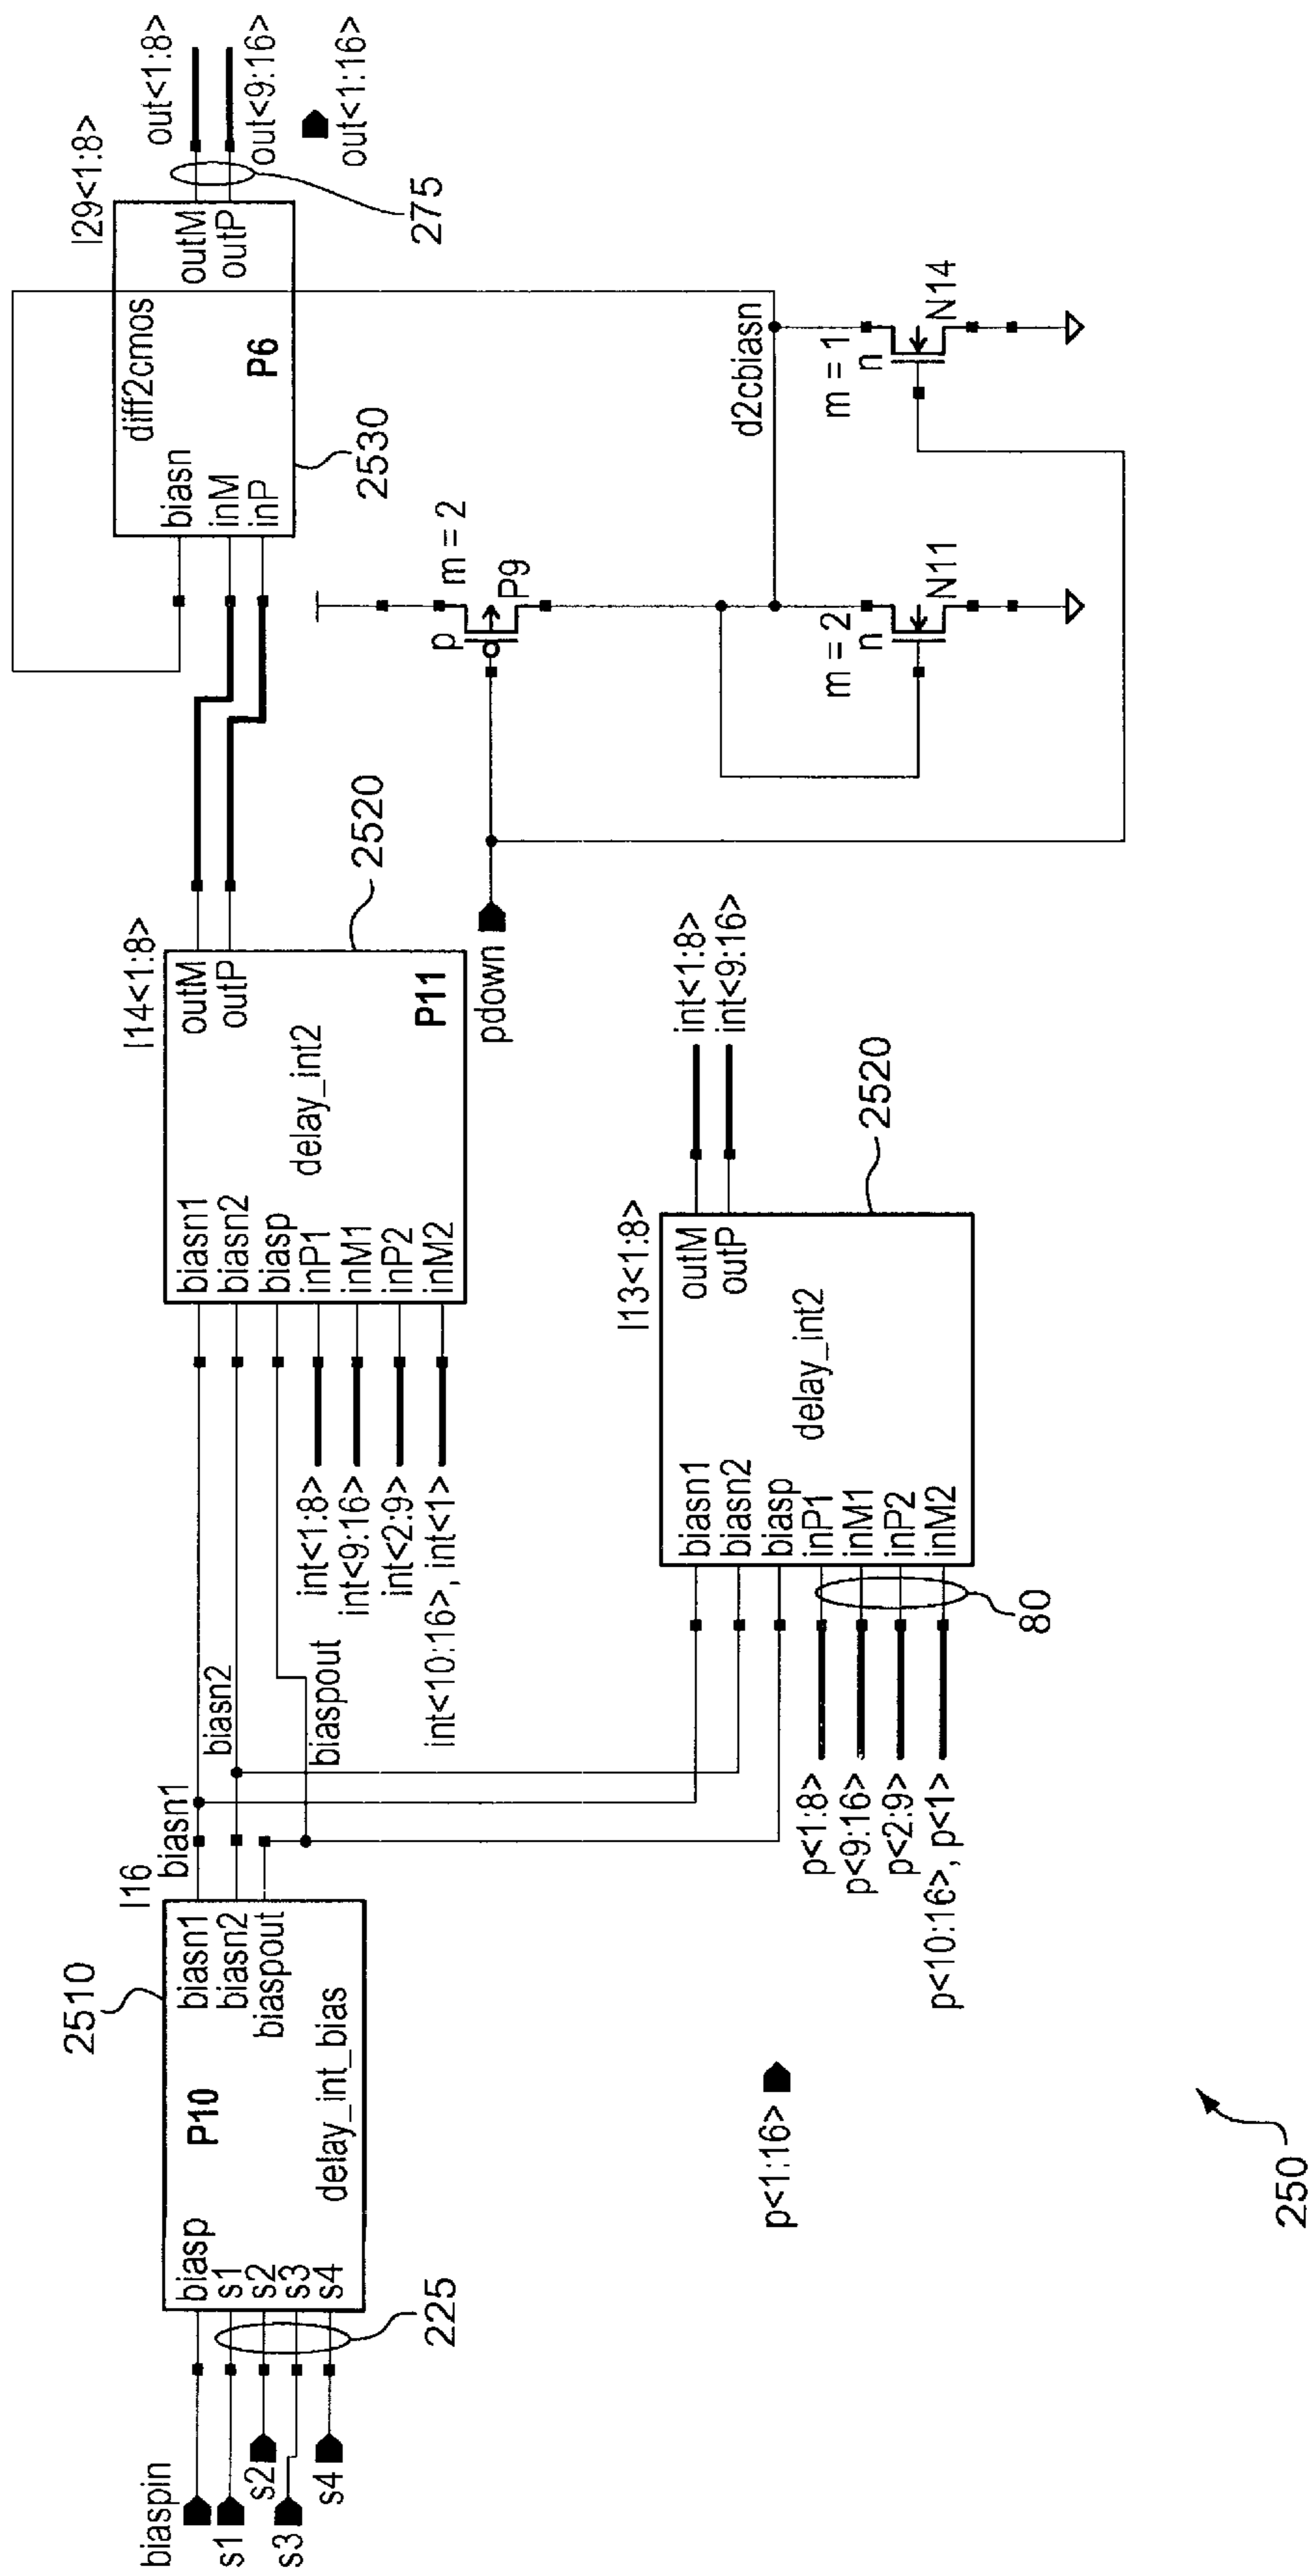 biaspin
s1
s2
s3
s4
225
2510
biasp
s1
s2
s3
s4
P10
delay_int_bias
biasn1
biasn2
biaspout
I16
biasn1
biasn2
biaspout
int<1:8>
int<9:16>
int<2:9>
int<10:16>, int<1>
I14<1:8>
biasn1
biasn2
biasp
inP1
inM1
inP2
inM2
delay_int2
outM
outP
P11
2520
I29<1:8>
biasn
inM
inP
diff2cmos
P6
outM
outP
2530
275
out<1:8>
out<9:16>
out<1:16>
p<1:16>
p<1:8>
p<9:16>
p<2:9>
p<10:16>, p<1>
80
I13<1:8>
biasn1
biasn2
biasp
inP1
inM1
inP2
inM2
delay_int2
outM
outP
2520
int<1:8>
int<9:16>
pdown
p
m = 2
P9
d2cbiasn
m = 2
n
N11
m = 1
n
N14
250